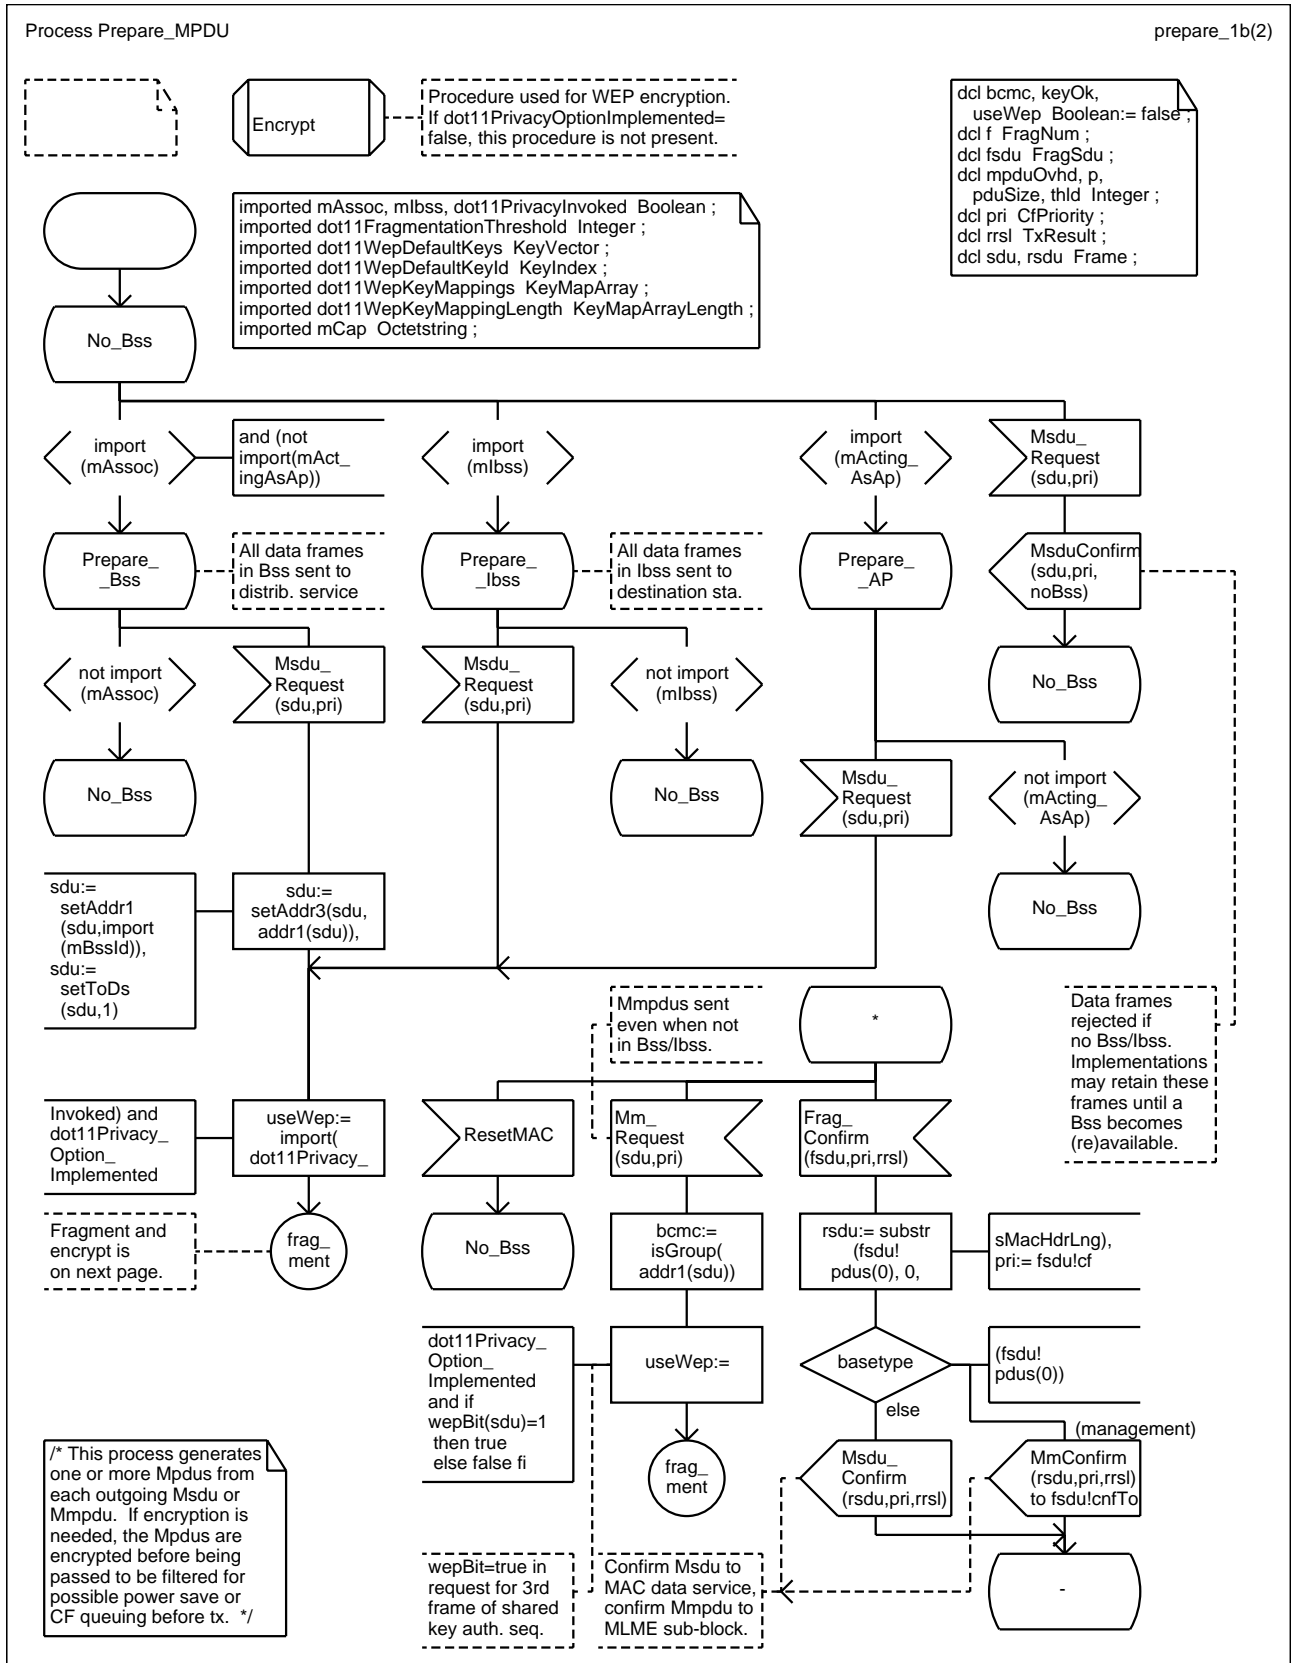 Process Prepare_MPDU
prepare_1b(2)
Encrypt
Procedure used for WEP encryption.
If dot11PrivacyOptionImplemented=
false, this procedure is not present.
dcl bcmc, keyOk,
useWep Boolean:= false ;
dcl f FragNum ;
dcl fsdu FragSdu ;
dcl mpduOvhd, p,
pduSize, thld Integer ;
dcl pri CfPriority ;
dcl rrsl TxResult ;
dcl sdu, rsdu Frame ;
imported mAssoc, mIbss, dot11PrivacyInvoked Boolean ;
imported dot11FragmentationThreshold Integer ;
imported dot11WepDefaultKeys KeyVector ;
imported dot11WepDefaultKeyId KeyIndex ;
imported dot11WepKeyMappings KeyMapArray ;
imported dot11WepKeyMappingLength KeyMapArrayLength ;
imported mCap Octetstring ;
No_Bss
import
(mAssoc)
and (not
import(mAct_
ingAsAp))
import
(mIbss)
import
(mActing_
AsAp)
Msdu_
Request
(sdu,pri)
Prepare_
_Bss
All data frames
in Bss sent to
distrib. service
Prepare_
_Ibss
All data frames
in Ibss sent to
destination sta.
Prepare_
_AP
MsduConfirm
(sdu,pri,
noBss)
not import
(mAssoc)
Msdu_
Request
(sdu,pri)
Msdu_
Request
(sdu,pri)
not import
(mIbss)
No_Bss
No_Bss
No_Bss
Msdu_
Request
(sdu,pri)
not import
(mActing_
AsAp)
sdu:=
setAddr1
(sdu,import
(mBssId)),
sdu:=
setToDs
(sdu,1)
sdu:=
setAddr3(sdu,
addr1(sdu)),
No_Bss
Mmpdus sent
even when not
in Bss/Ibss.
*
Data frames
rejected if
no Bss/Ibss.
Implementations
may retain these
frames until a
Bss becomes
(re)available.
Invoked) and
dot11Privacy_
Option_
Implemented
useWep:=
import(
dot11Privacy_
ResetMAC
Mm_
Request
(sdu,pri)
Frag_
Confirm
(fsdu,pri,rrsl)
Fragment and
encrypt is
on next page.
frag_
ment
No_Bss
bcmc:=
isGroup(
addr1(sdu))
rsdu:= substr
(fsdu!
pdus(0), 0,
sMacHdrLng),
pri:= fsdu!cf
dot11Privacy_
Option_
Implemented
and if
wepBit(sdu)=1
then true
else false fi
useWep:=
basetype
(fsdu!
pdus(0))
else
(management)
/* This process generates
one or more Mpdus from
each outgoing Msdu or
Mmpdu. If encryption is
needed, the Mpdus are
encrypted before being
passed to be filtered for
possible power save or
CF queuing before tx. */
frag_
ment
Msdu_
Confirm
(rsdu,pri,rrsl)
MmConfirm
(rsdu,pri,rrsl)
to fsdu!cnfTo
wepBit=true in
request for 3rd
frame of shared
key auth. seq.
Confirm Msdu to
MAC data service,
confirm Mmpdu to
MLME sub-block.
-